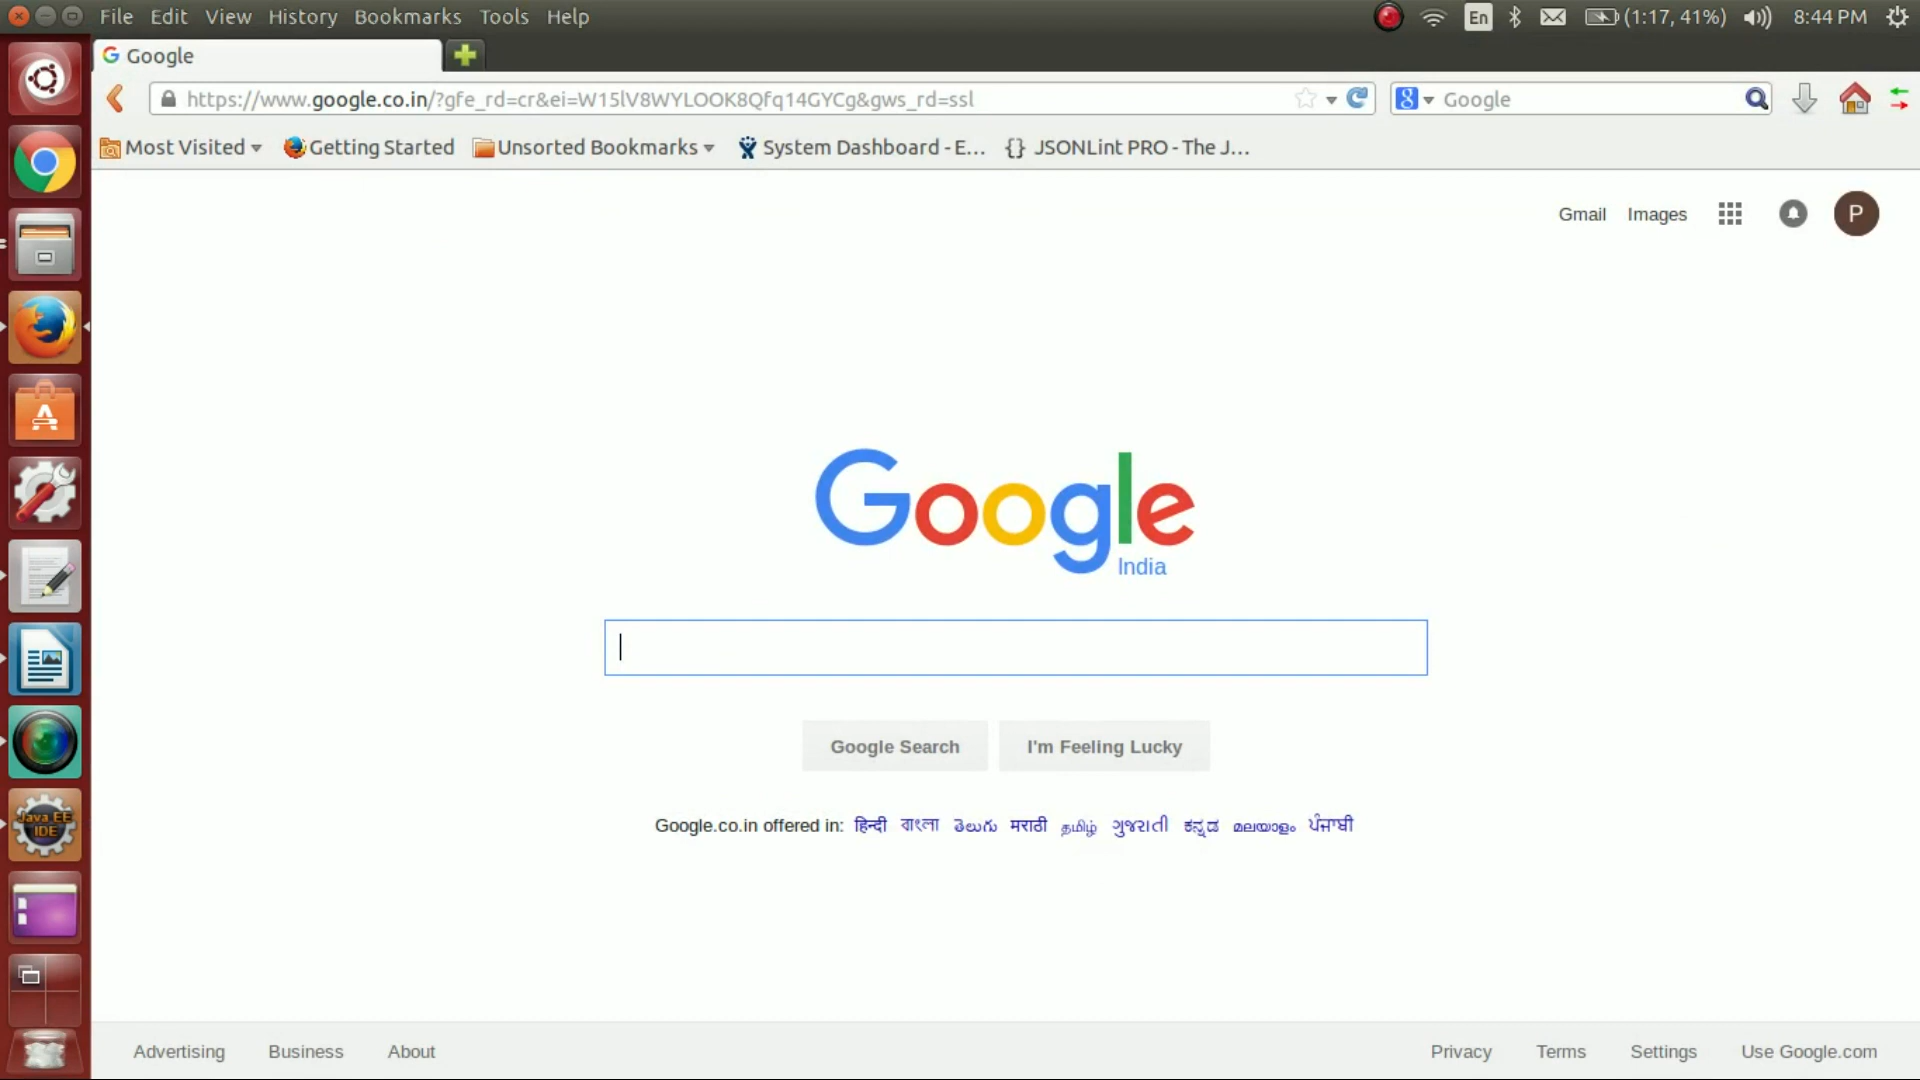 File Edit View History Bookmarks Tools Help
En (1:17, 41%) 8:44 PM
Google
https://www.google.co.in/?gfe_rd=cr&ei=W15lV8WYLOOK8Qfq14GYCg&gws_rd=ssl
Google
Most Visited Getting Started Unsorted Bookmarks System Dashboard - E... {} JSONLint PRO - The J...
Gmail Images P
Google
India
Google Search I'm Feeling Lucky
Google.co.in offered in: हिन्दी বাংলা తెలుగు मराठी தமிழ் ગુજરાતી ಕನ್ನಡ മലയാളം ਪੰਜਾਬੀ
Java EE
IDE
Advertising Business About Privacy Terms Settings Use Google.com